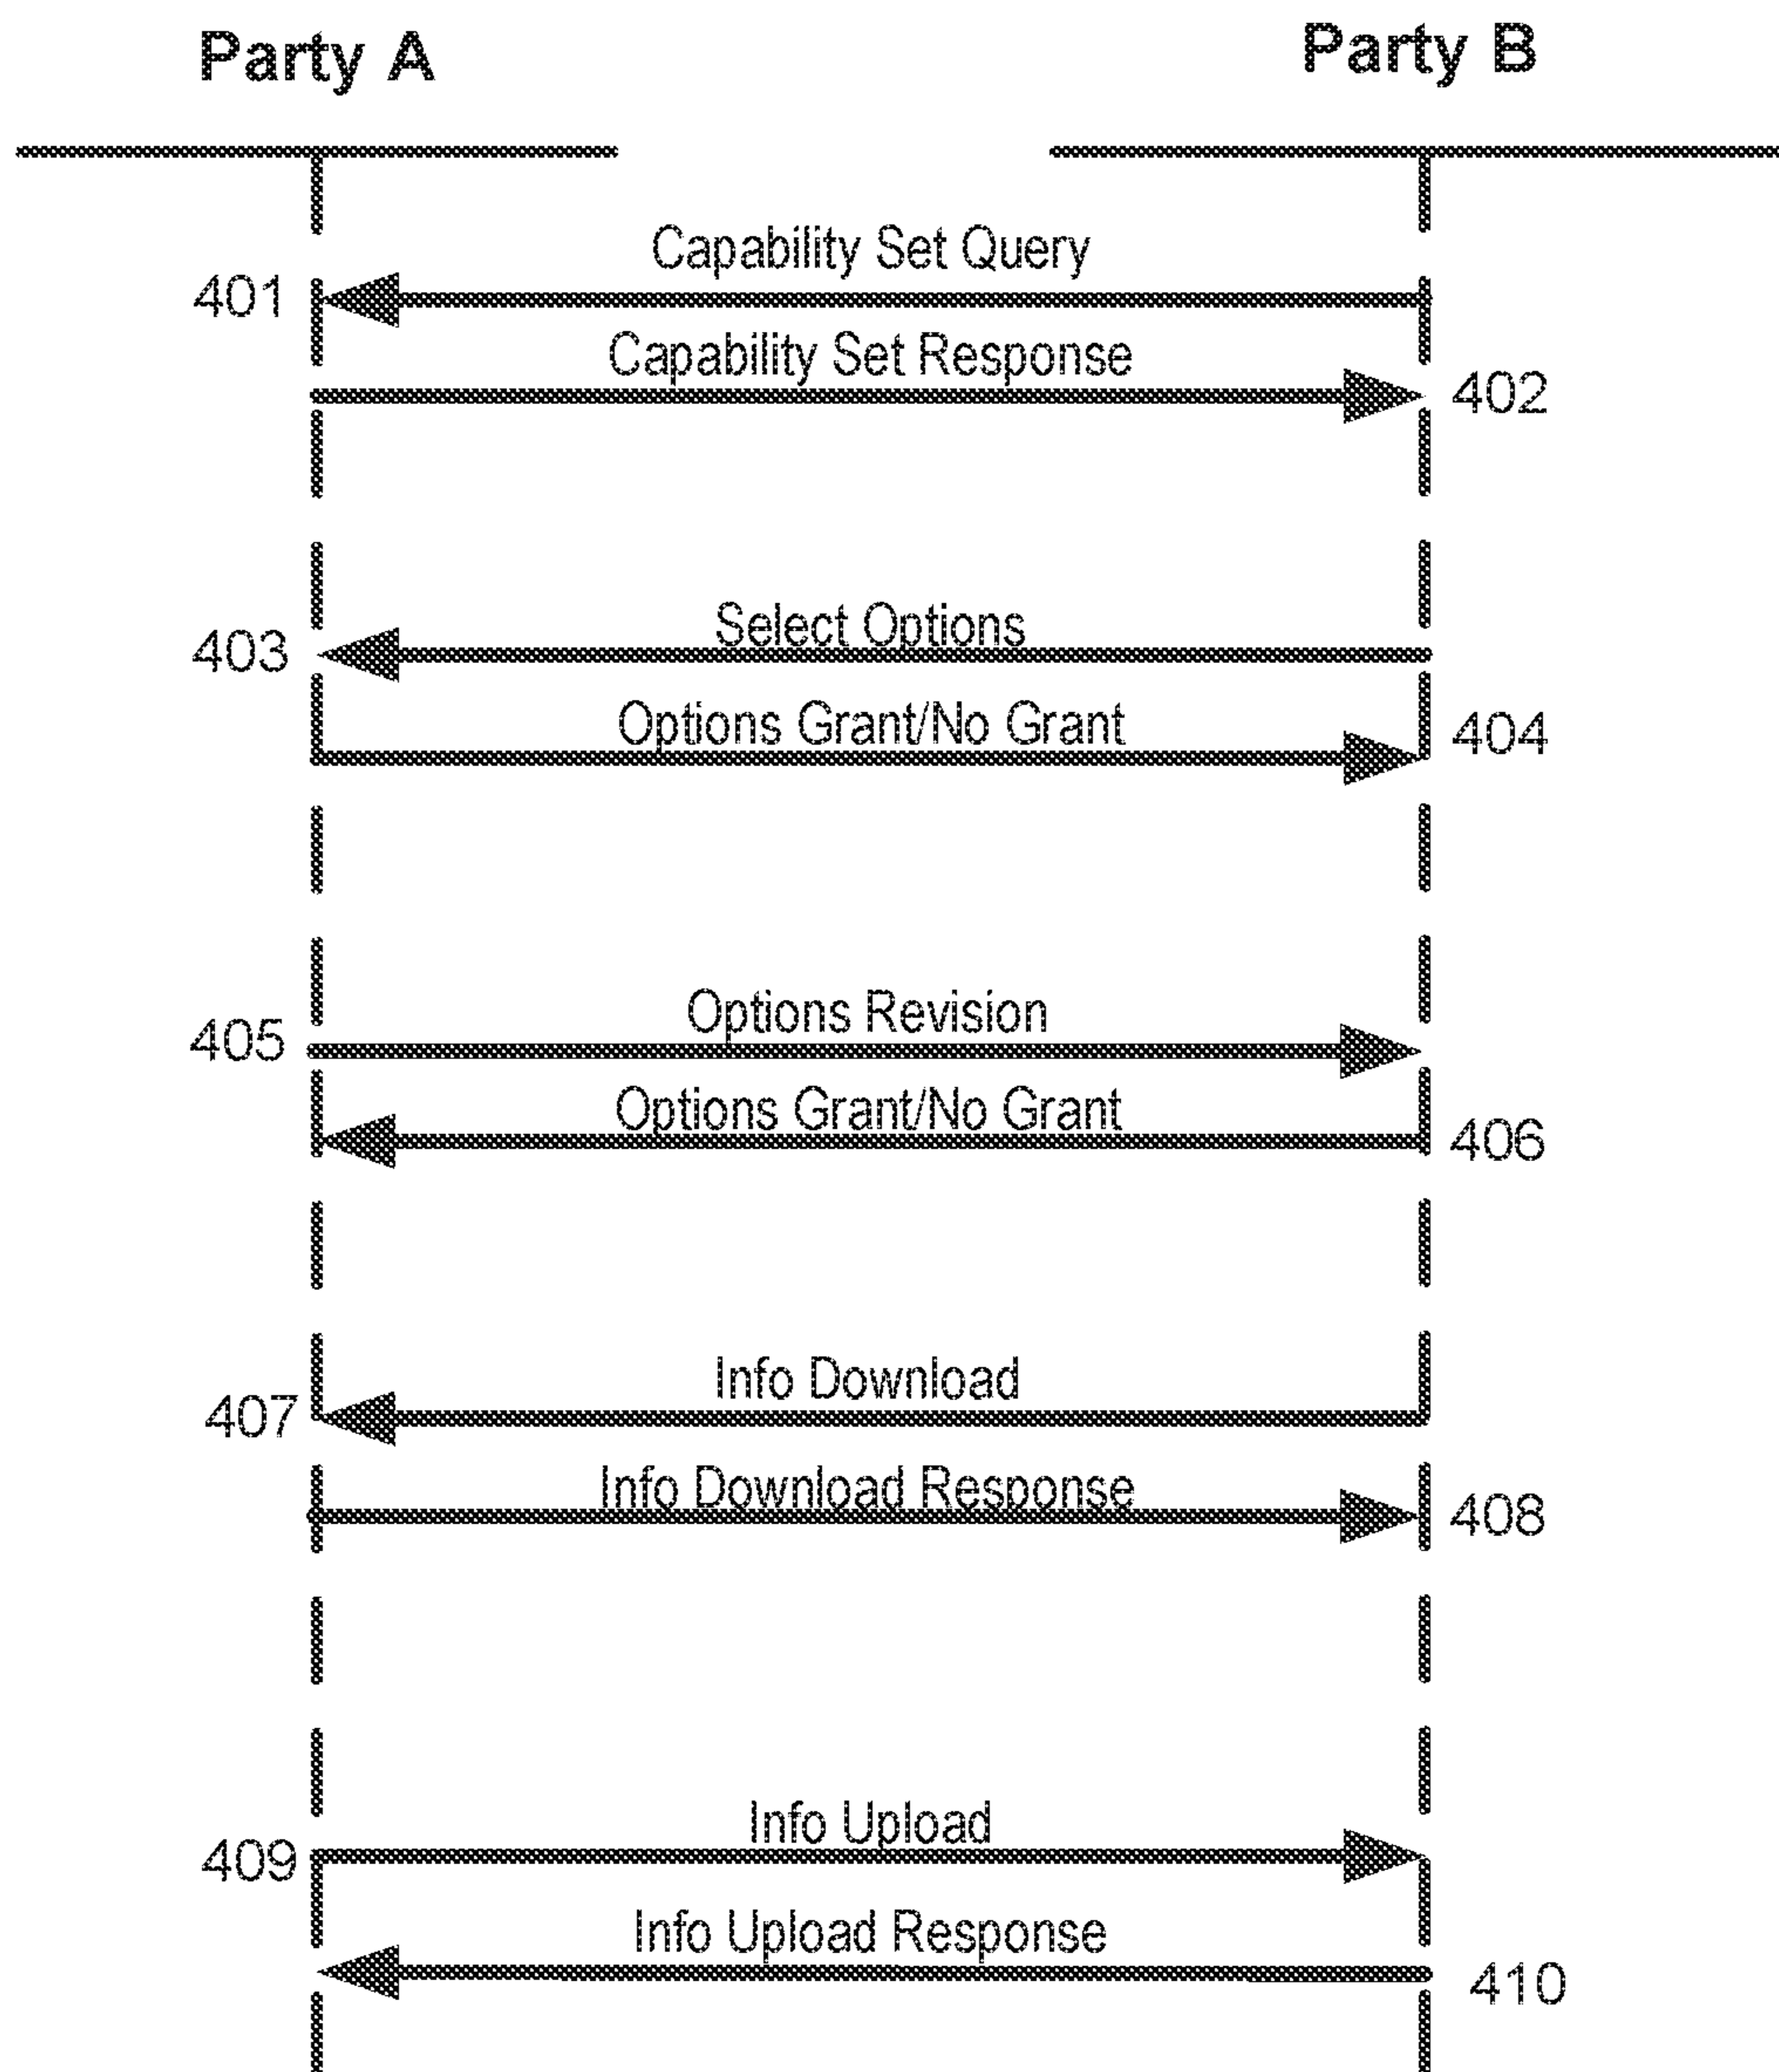 Party A
Party B
Capability Set Query
401
Capability Set Response
402
Select Options
403
Options Grant/No Grant
404
Options Revision
405
Options Grant/No Grant
406
Info Download
407
Info Download Response
408
Info Upload
409
Info Upload Response
410